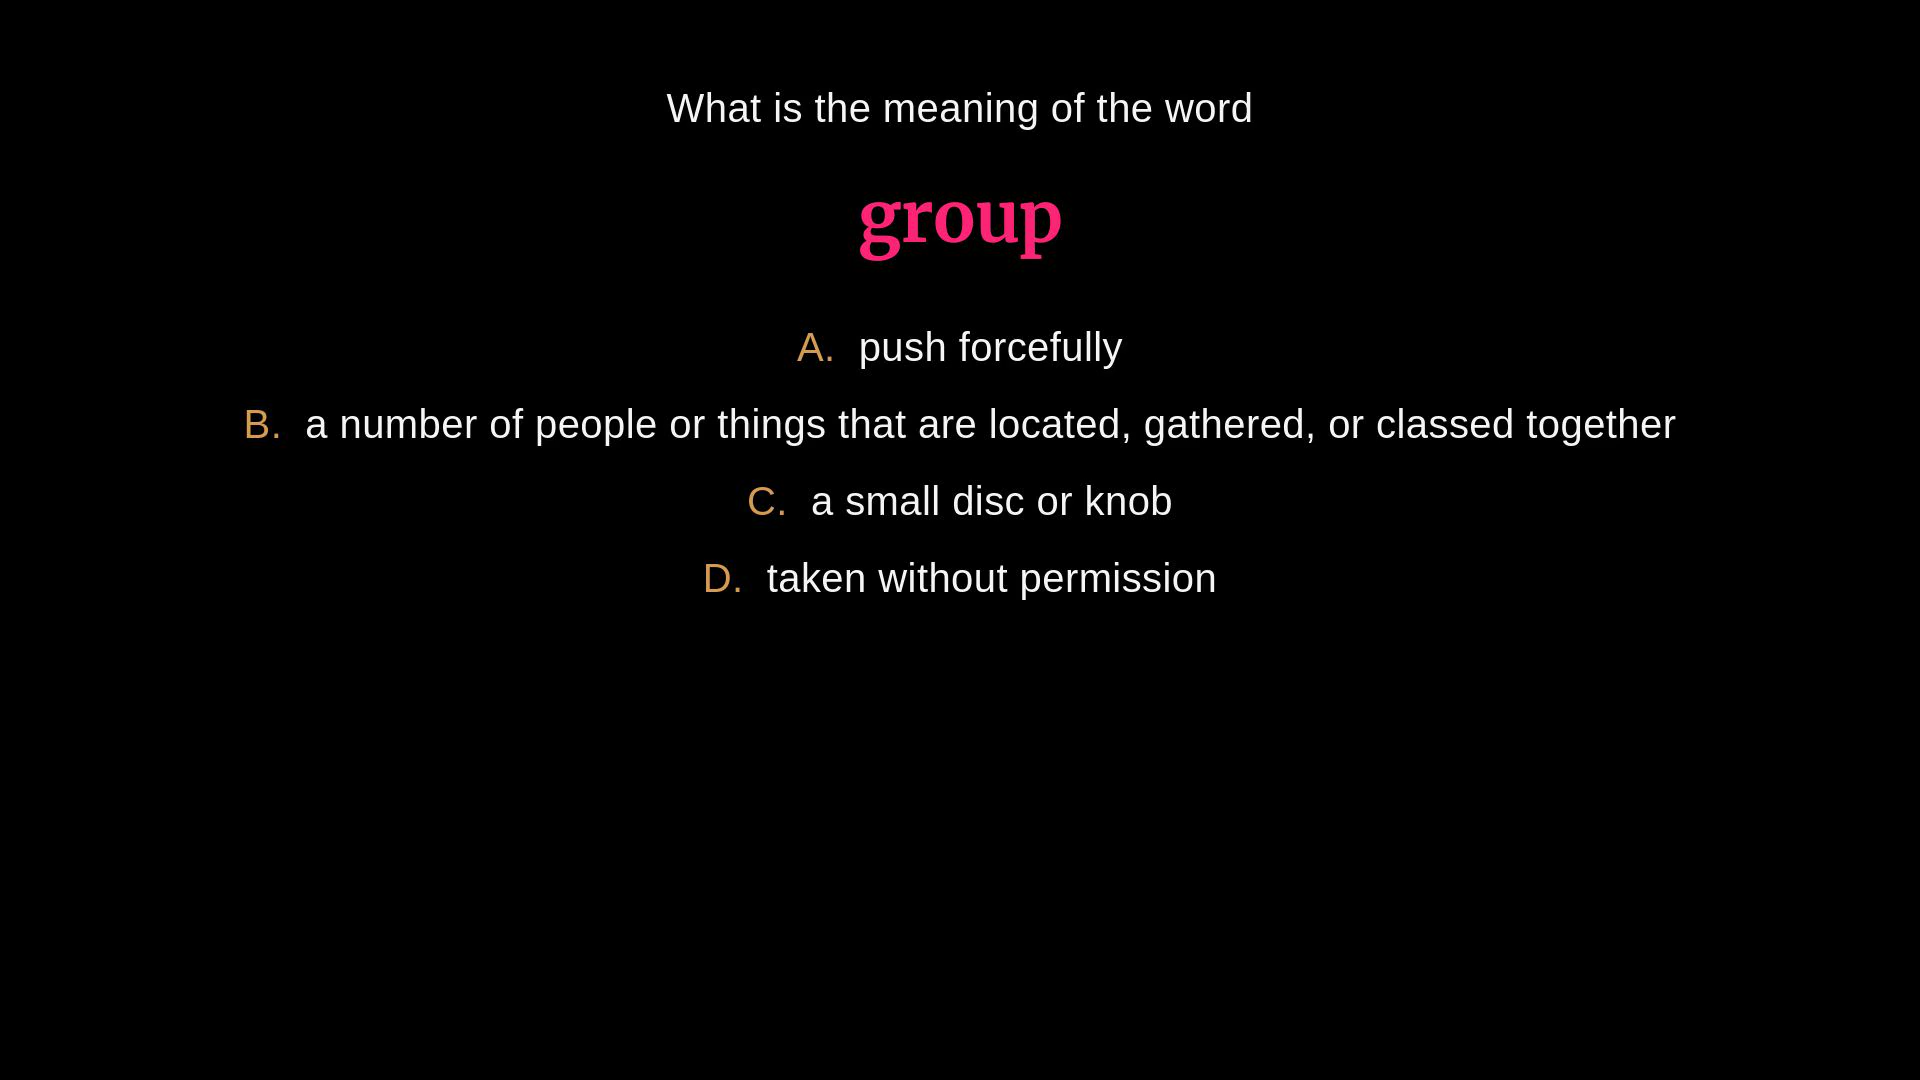 What is the meaning of the word
group
A. push forcefully
B. a number of people or things that are located, gathered, or classed together
C. a small disc or knob
D. taken without permission